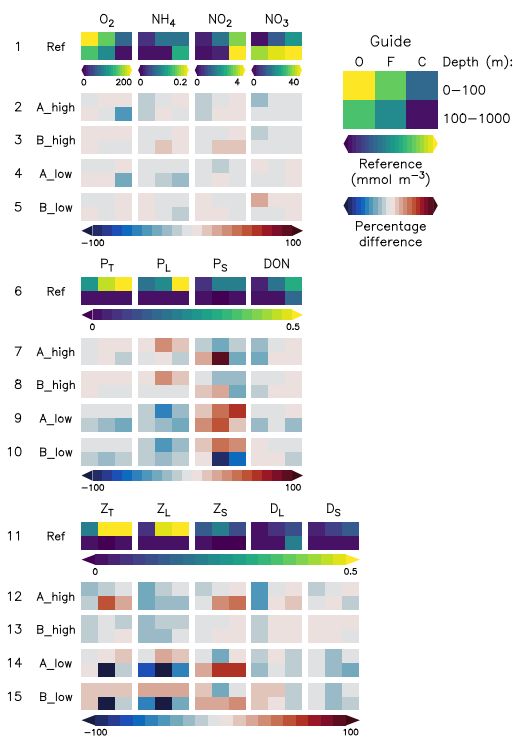 O2 NH4 NO2 NO3
1 Ref
0 200 0 0.2 0 4 0 40
2 A_high
3 B_high
4 A_low
5 B_low
−100 100
Guide
O F C Depth (m):
0−100
100−1000
Reference
(mmol m−3)
Percentage
difference
PT PL PS DON
6 Ref
0 0.5
7 A_high
8 B_high
9 A_low
10 B_low
−100 100
ZT ZL ZS DL DS
11 Ref
0 0.5
12 A_high
13 B_high
14 A_low
15 B_low
−100 100